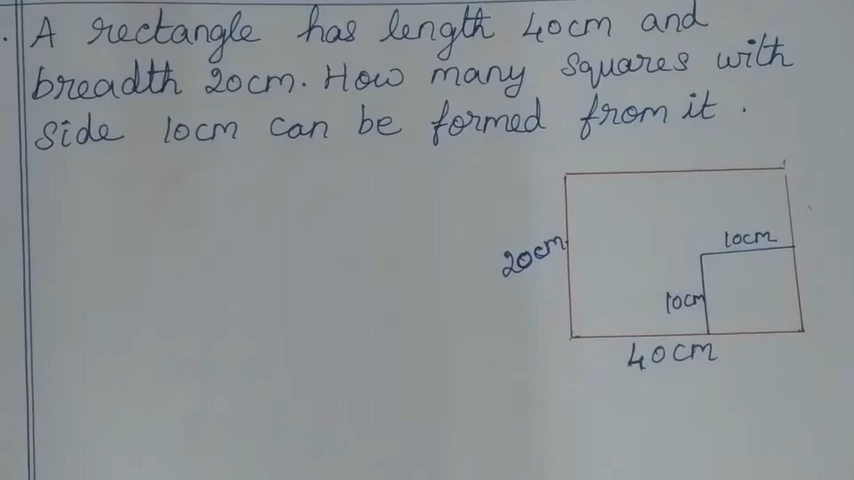 . A rectangle has length 40cm and
breadth 20cm. How many squares with
side 10cm can be formed from it.
20cm
10cm
10cm
40cm